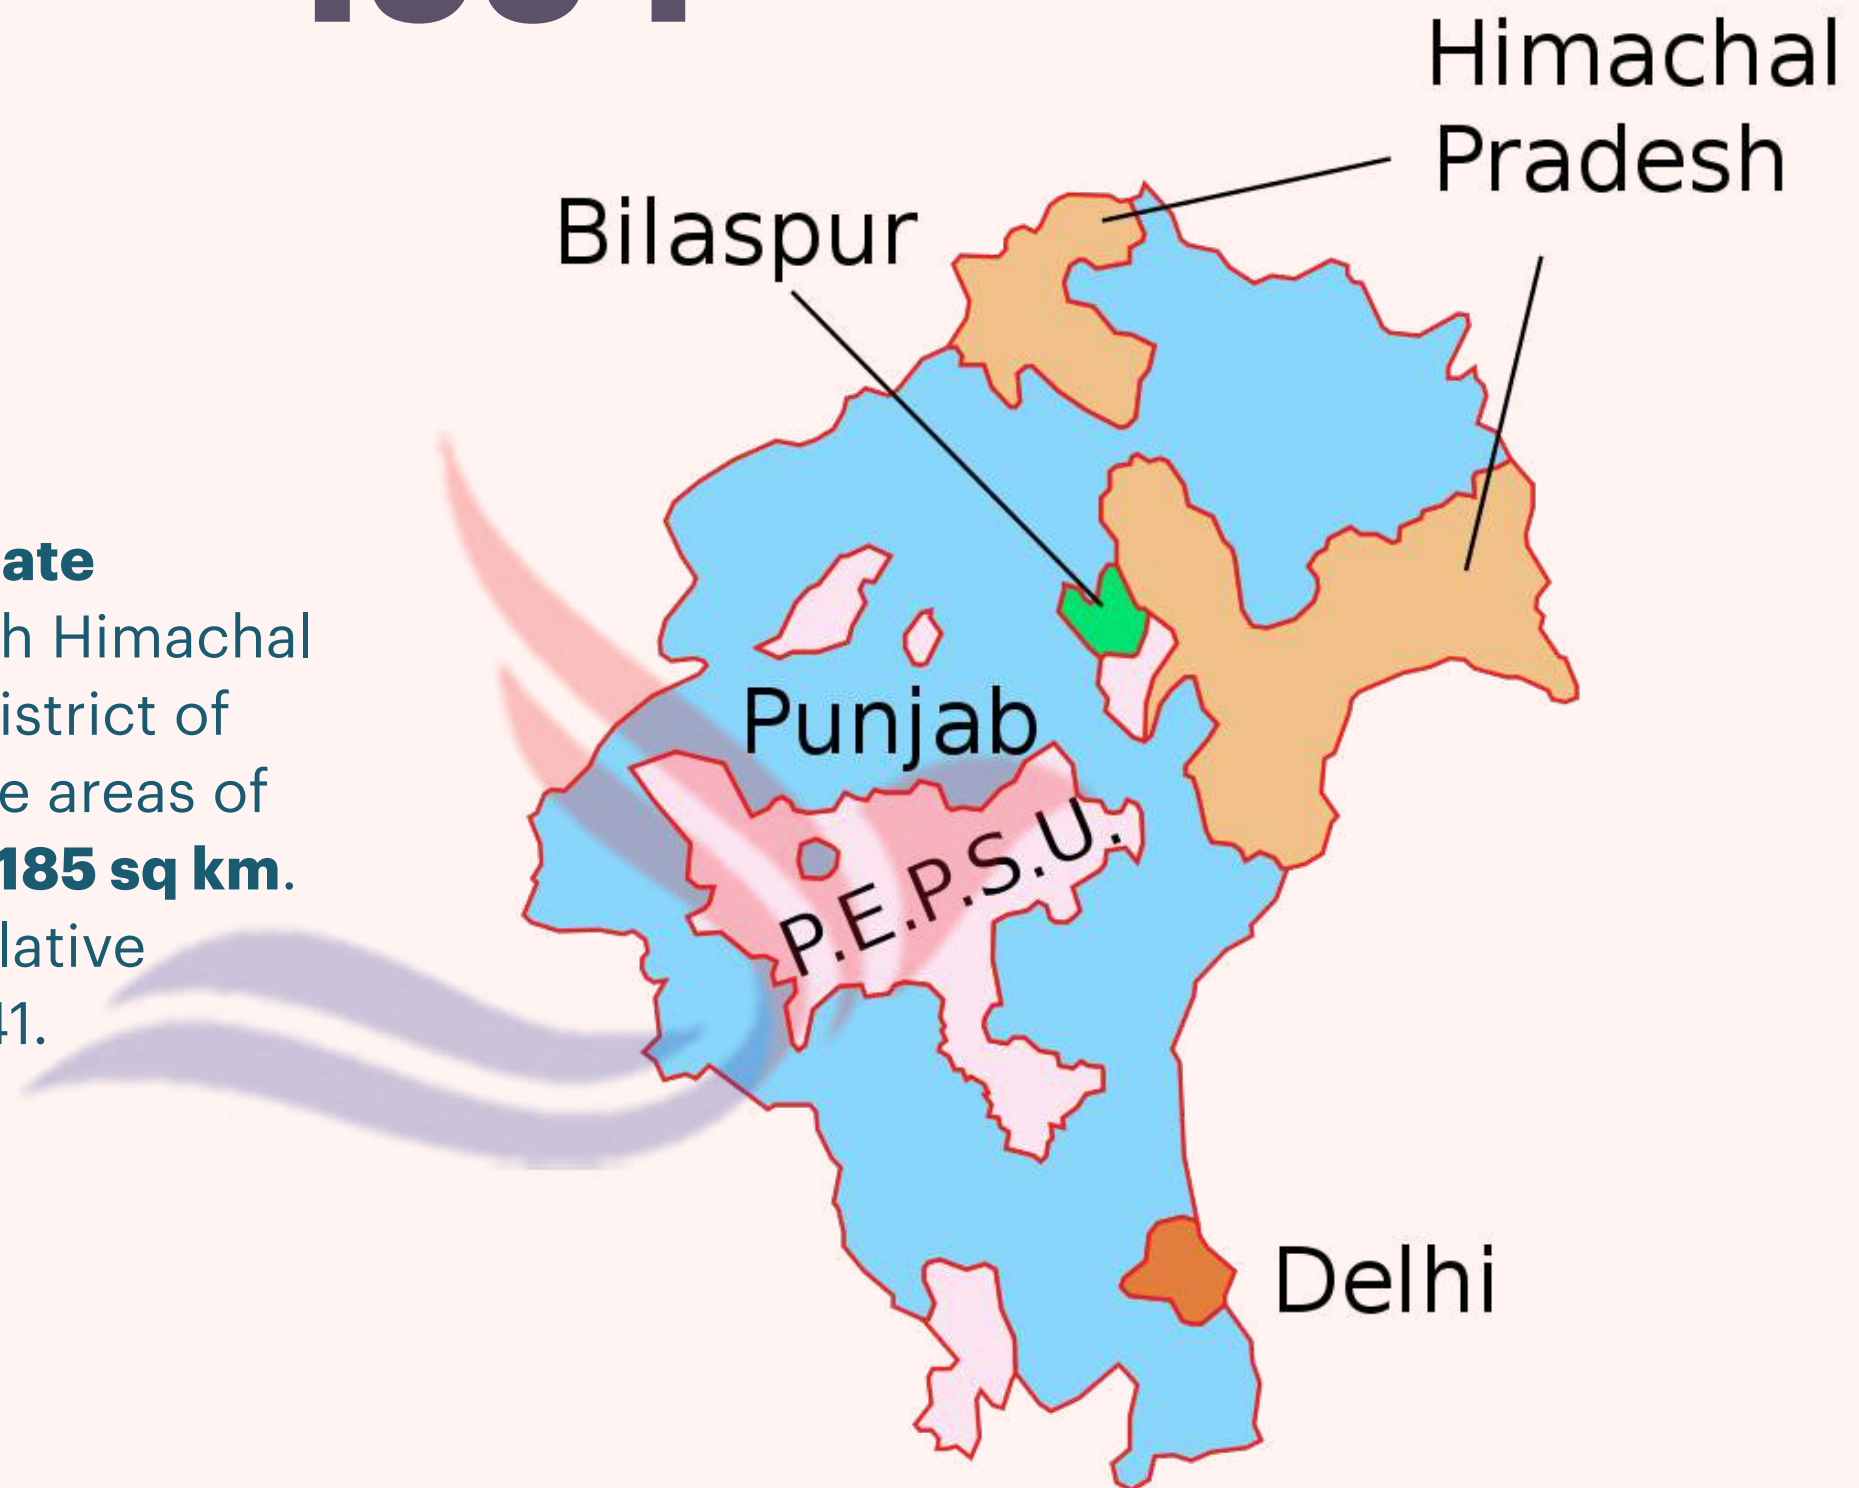 ate
h Himachal
istrict of
e areas of
185 sq km.
lative
41.
Himachal
Pradesh
Bilaspur
Punjab
P.E.P.S.U.
Delhi